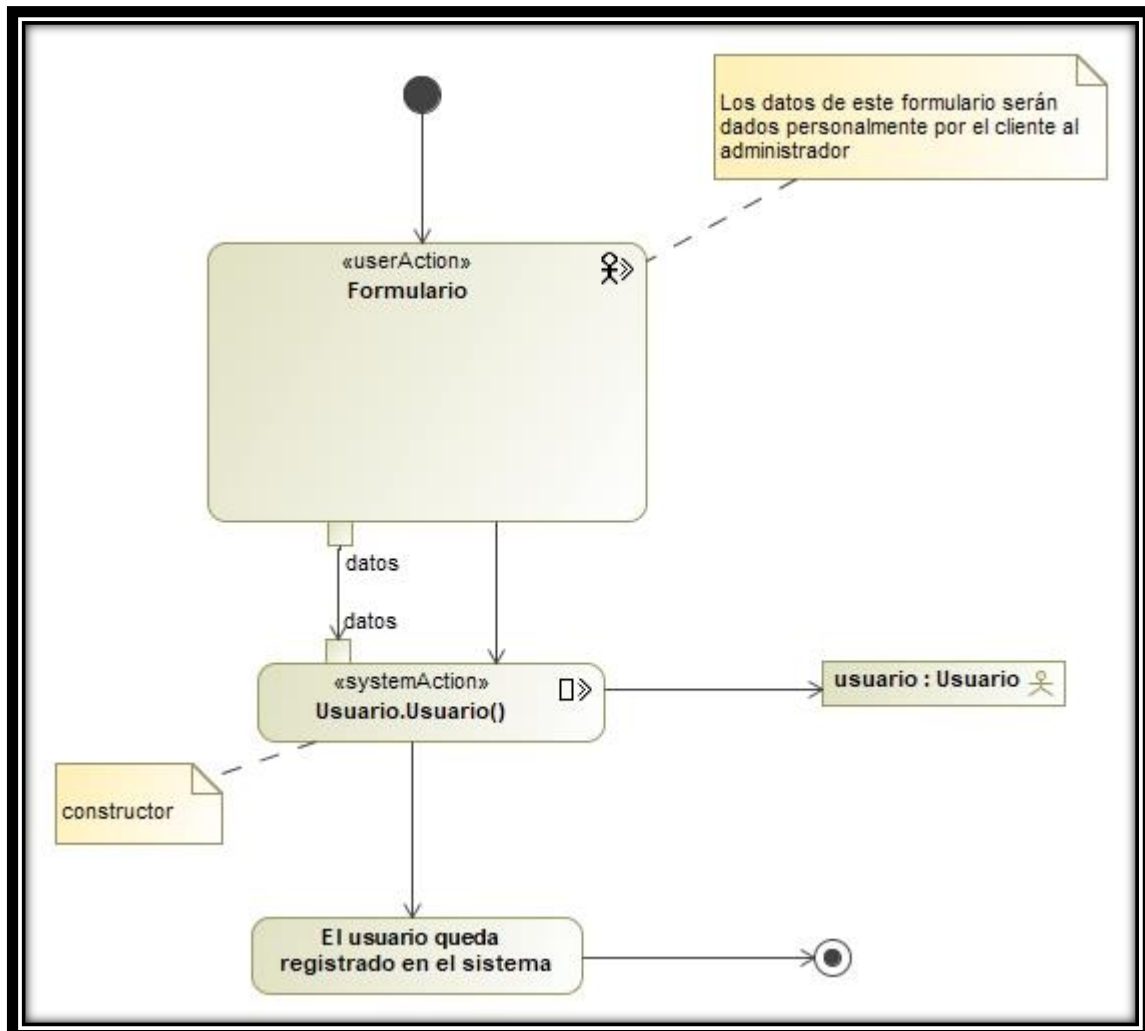 Los datos de este formulario serán
dados personalmente por el cliente al
administrador
«userAction»
Formulario
datos
datos
«systemAction»
Usuario.Usuario()
usuario : Usuario
constructor
El usuario queda
registrado en el sistema